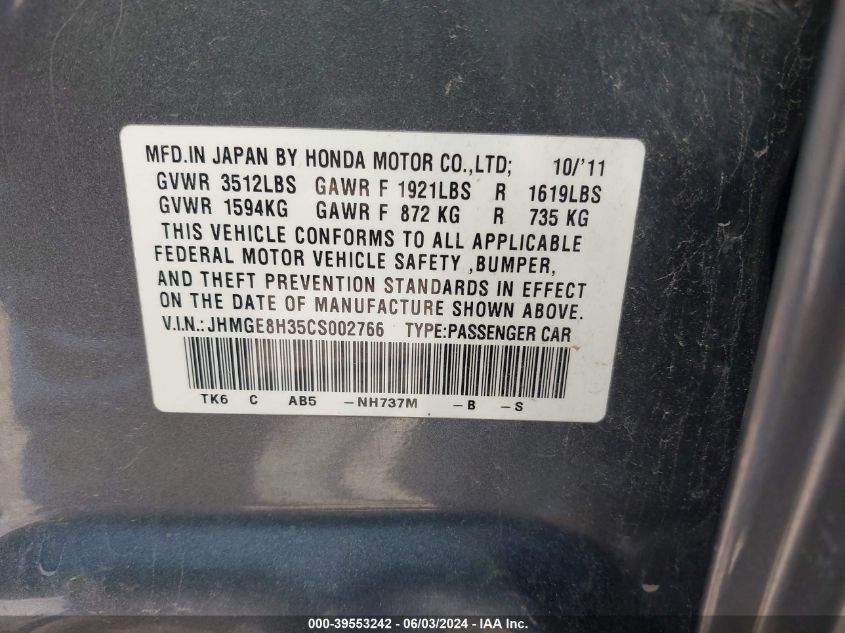 MFD.IN JAPAN BY HONDA MOTOR CO.,LTD; 10/'11
GVWR 3512LBS GAWR F 1921LBS R 1619LBS
GVWR 1594KG GAWR F 872 KG R 735 KG
THIS VEHICLE CONFORMS TO ALL APPLICABLE
FEDERAL MOTOR VEHICLE SAFETY ,BUMPER,
AND THEFT PREVENTION STANDARDS IN EFFECT
ON THE DATE OF MANUFACTURE SHOWN ABOVE.
V.I.N.:JHMGE8H35CS002766 TYPE:PASSENGER CAR
TK6 C AB5 -NH737M -B -S
000-39553242 - 06/03/2024 - IAA Inc.